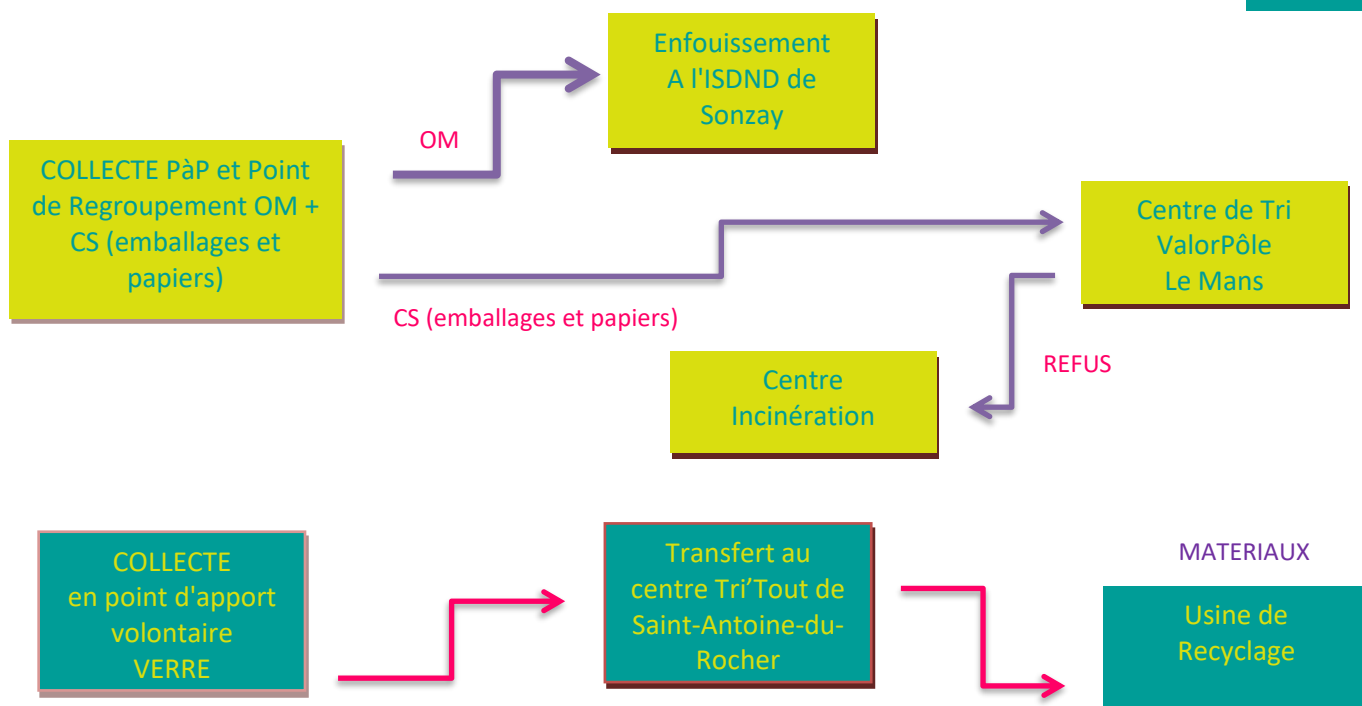 Enfouissement
A l'ISDND de
Sonzay
OM
COLLECTE PàP et Point
de Regroupement OM +
CS (emballages et
papiers)
Centre de Tri
ValorPôle
Le Mans
CS (emballages et papiers)
REFUS
Centre
Incinération
COLLECTE
en point d'apport
volontaire
VERRE
Transfert au
centre Tri’Tout de
Saint-Antoine-du-
Rocher
MATERIAUX
Usine de
Recyclage